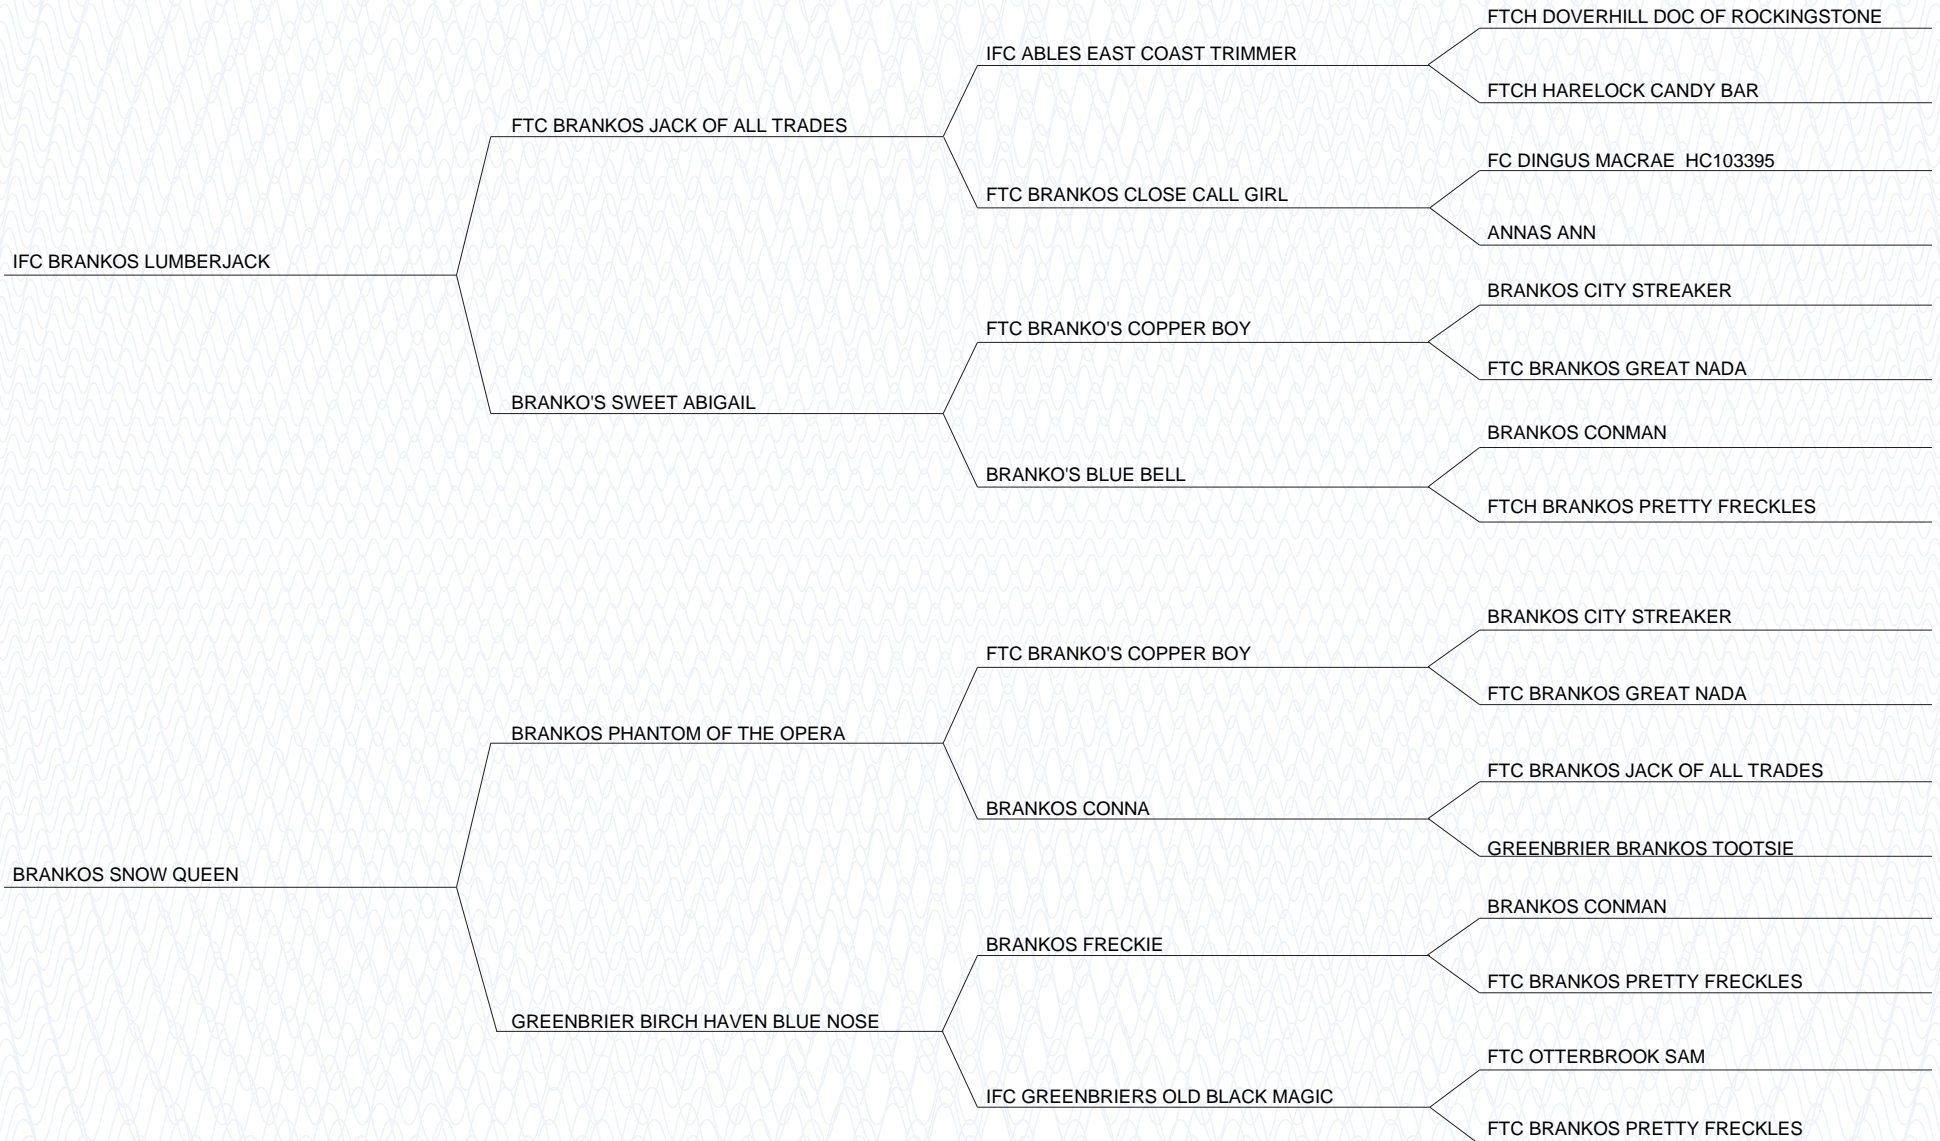 FTCH DOVERHILL DOC OF ROCKINGSTONE
IFC ABLES EAST COAST TRIMMER
FTCH HARELOCK CANDY BAR
FTC BRANKOS JACK OF ALL TRADES
FC DINGUS MACRAE  HC103395
FTC BRANKOS CLOSE CALL GIRL
ANNAS ANN
IFC BRANKOS LUMBERJACK
BRANKOS CITY STREAKER
FTC BRANKO'S COPPER BOY
FTC BRANKOS GREAT NADA
BRANKO'S SWEET ABIGAIL
BRANKOS CONMAN
BRANKO'S BLUE BELL
FTCH BRANKOS PRETTY FRECKLES
BRANKOS CITY STREAKER
FTC BRANKO'S COPPER BOY
FTC BRANKOS GREAT NADA
BRANKOS PHANTOM OF THE OPERA
FTC BRANKOS JACK OF ALL TRADES
BRANKOS CONNA
GREENBRIER BRANKOS TOOTSIE
BRANKOS SNOW QUEEN
BRANKOS CONMAN
BRANKOS FRECKIE
FTC BRANKOS PRETTY FRECKLES
GREENBRIER BIRCH HAVEN BLUE NOSE
FTC OTTERBROOK SAM
IFC GREENBRIERS OLD BLACK MAGIC
FTC BRANKOS PRETTY FRECKLES